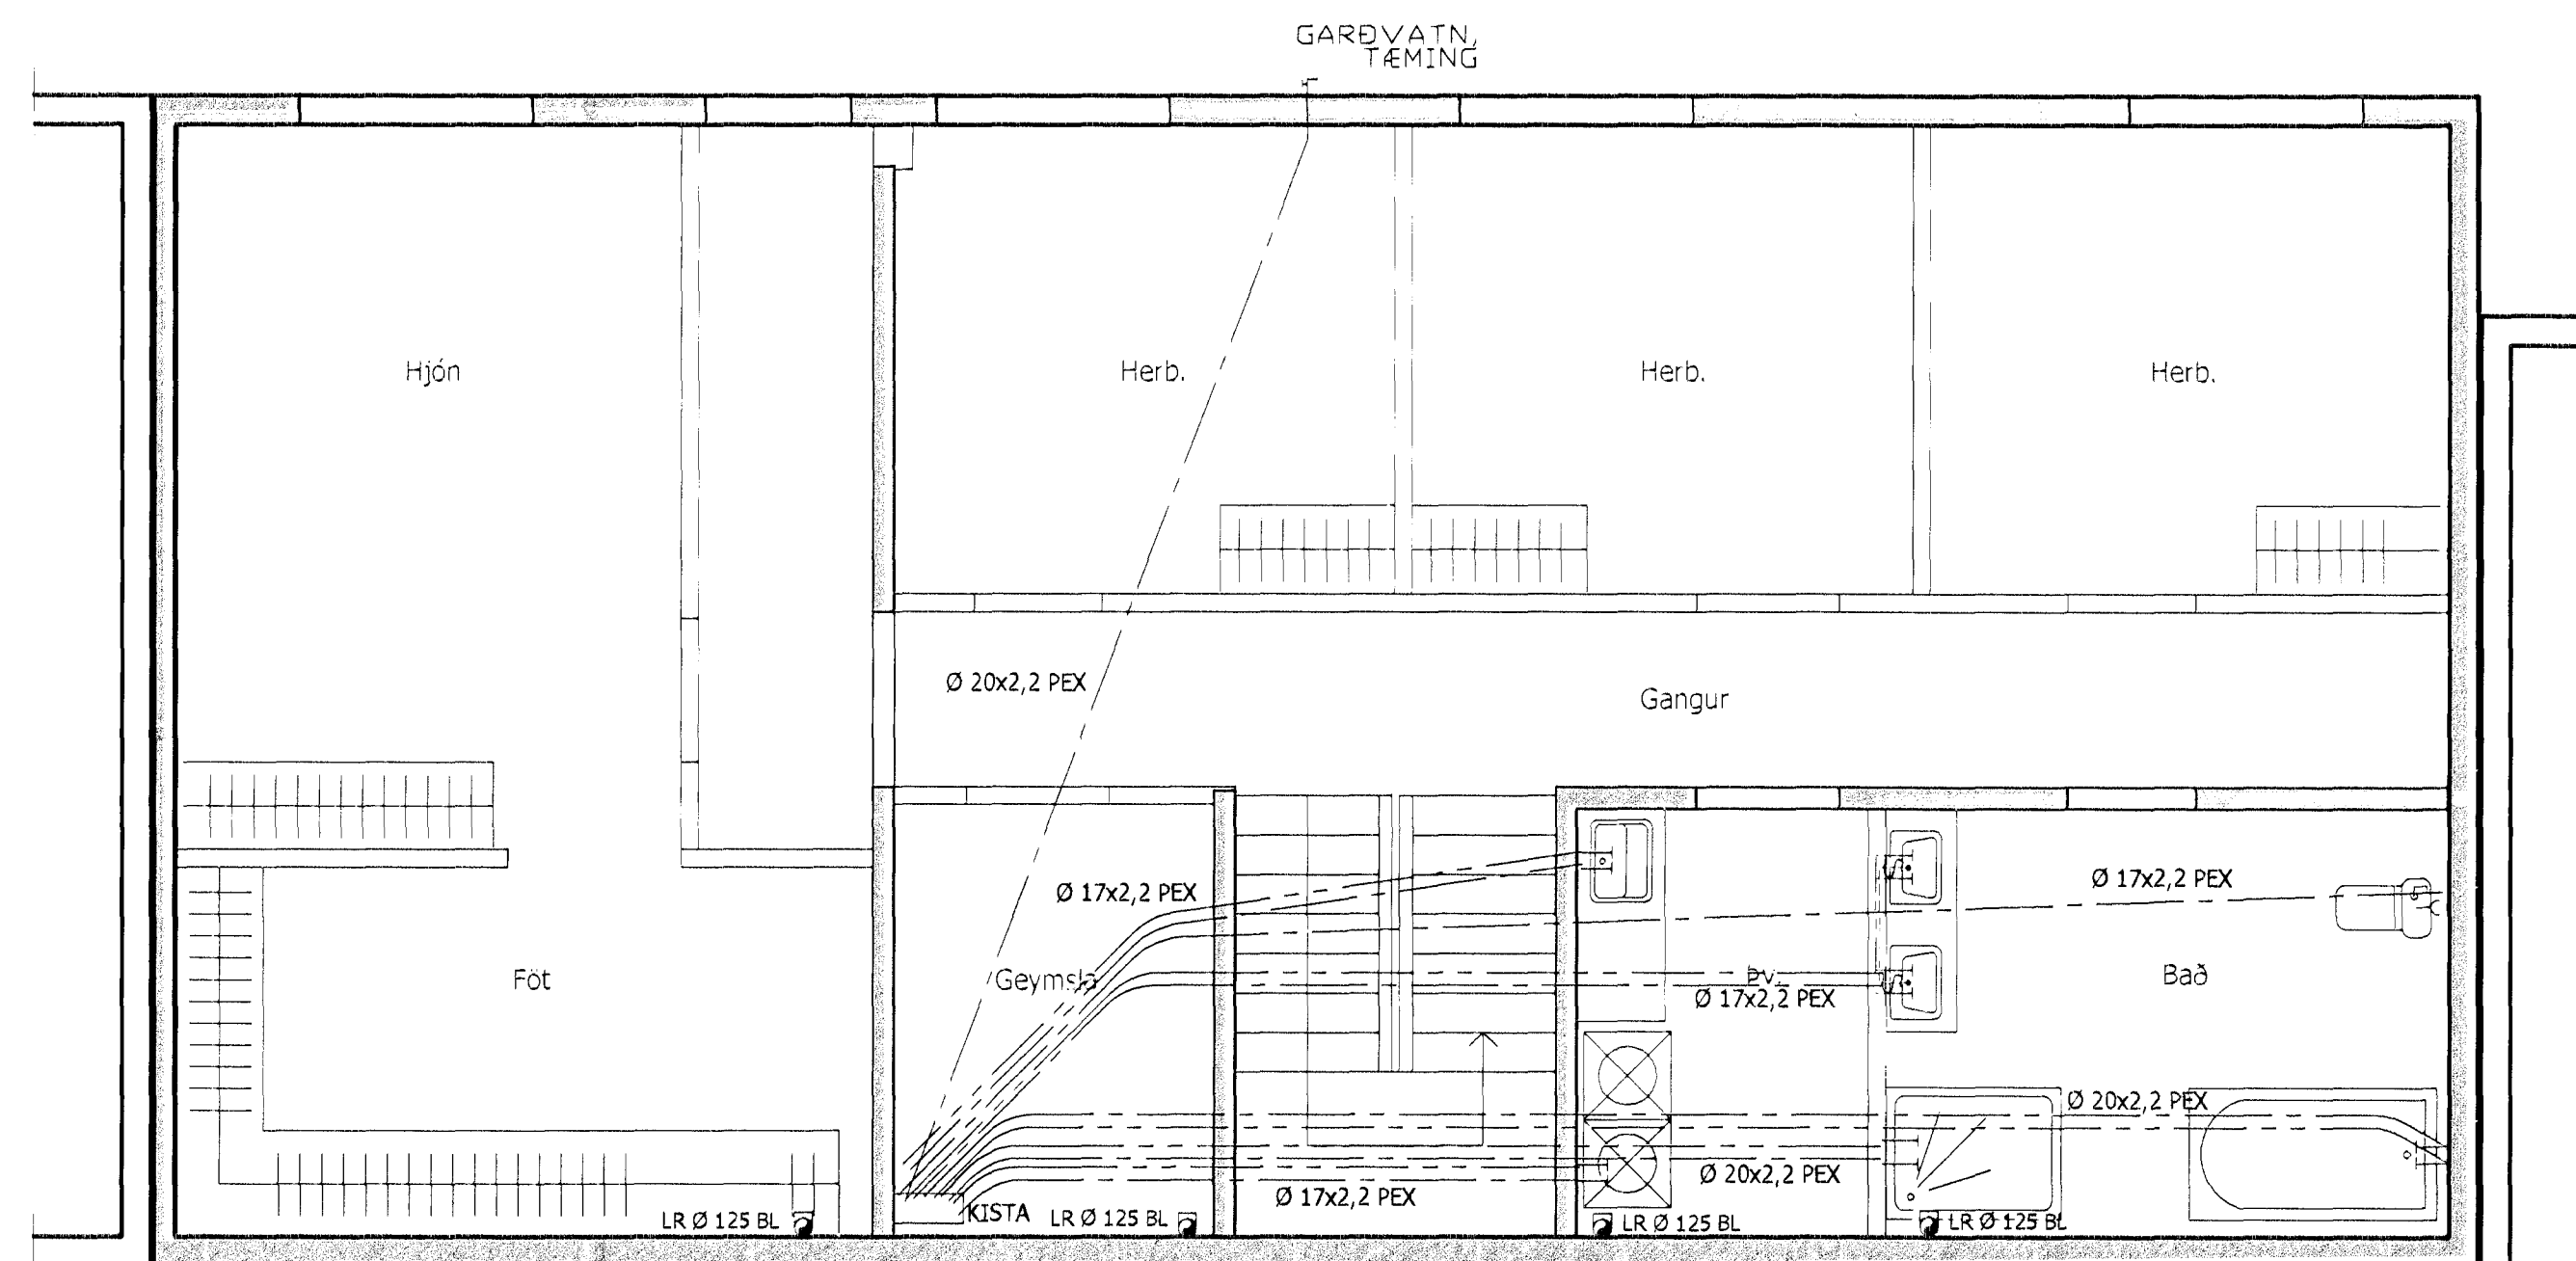 GARÐVATN,
TÆMING
Hjón
Herb.
Herb.
Herb.
Ø 20x2,2 PEX
Gangur
Ø 17x2,2 PEX
Ø 17x2,2 PEX
Föt
Geymsla
Þv.
Bað
Ø 17x2,2 PEX
Ø 20x2,2 PEX
Ø 20x2,2 PEX
Ø 17x2,2 PEX
KISTA
LR Ø 125 BL
LR Ø 125 BL
LR Ø 125 BL
LR Ø 125 BL